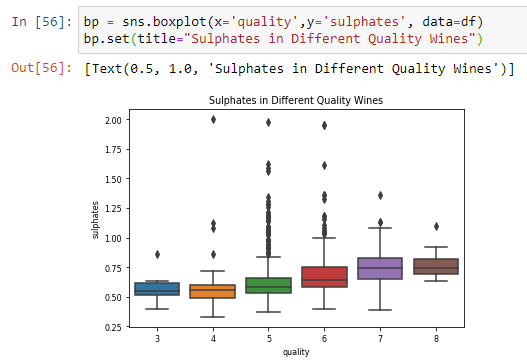 In [56]: bp = sns.boxplot(x='quality',y='sulphates', data=df)
bp.set(title="Sulphates in Different Quality Wines")
Out[56]: [Text(0.5, 1.0, 'Sulphates in Different Quality Wines')]
Sulphates in Different Quality Wines
2.00
1.75
1.50
1.25
1.00
0.75
0.50
0.25
sulphates
3 4 5 6 7 8
quality